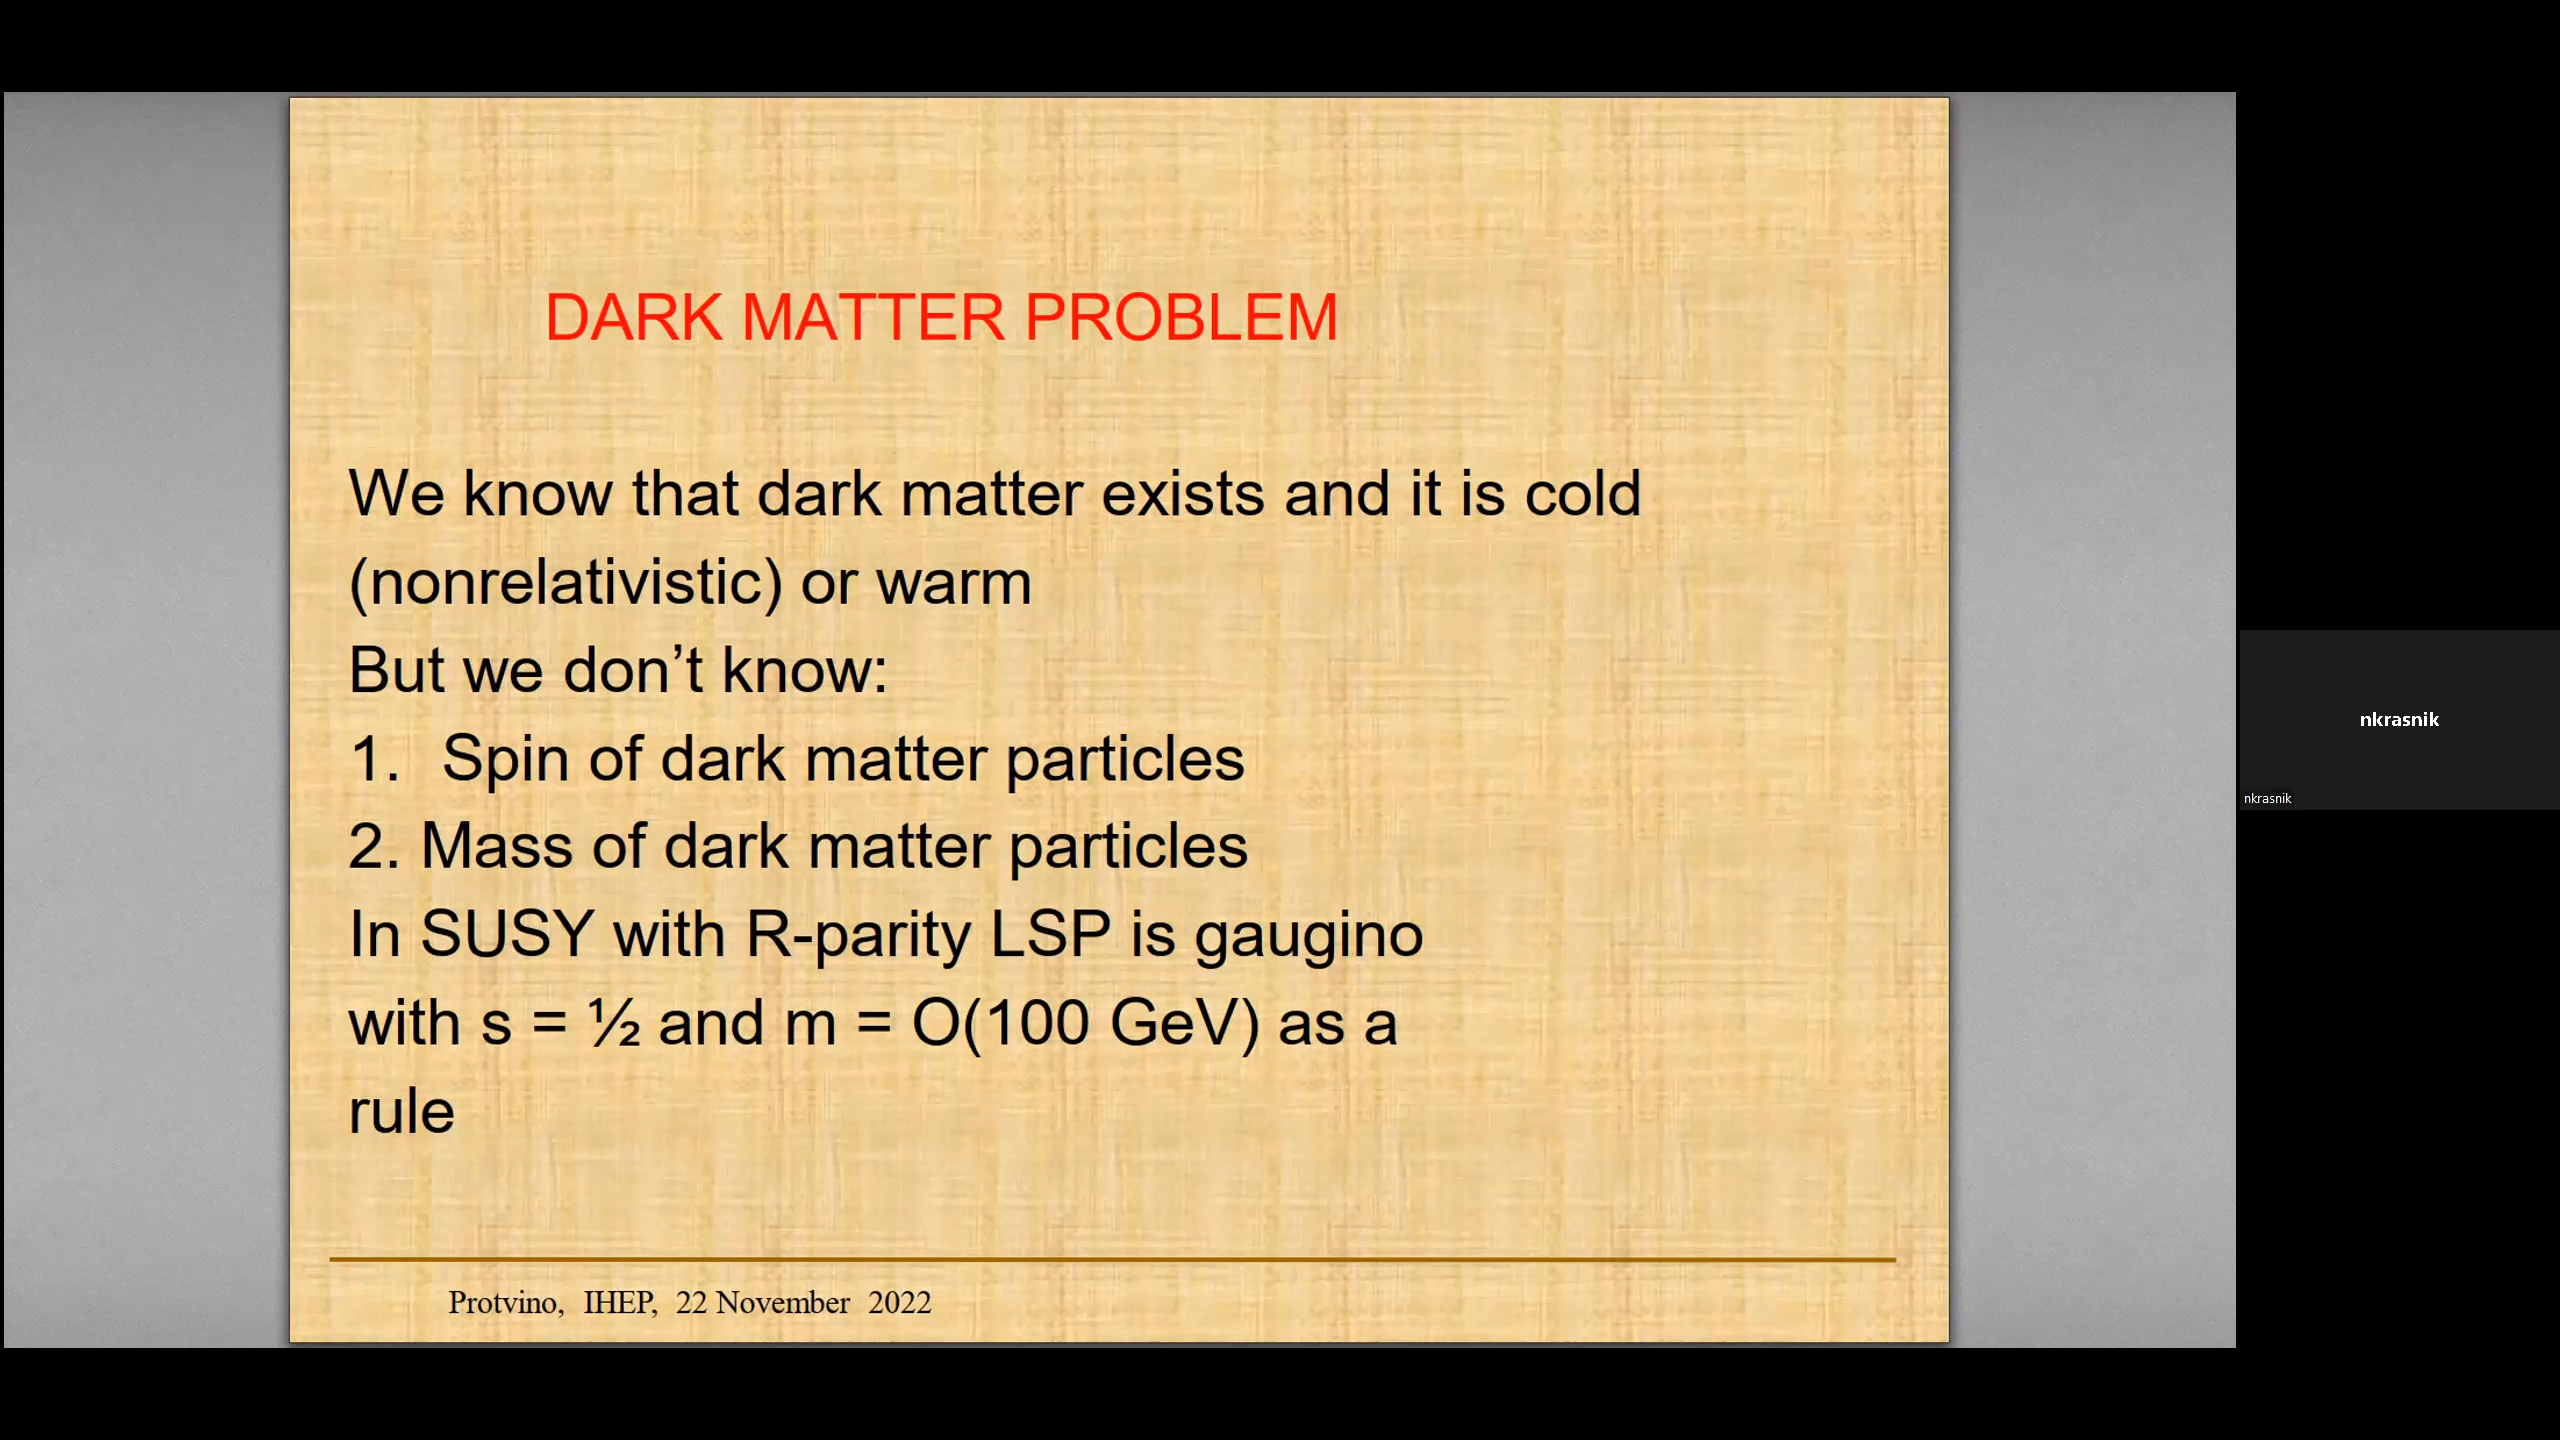 DARK MATTER PROBLEM
We know that dark matter exists and it is cold
(nonrelativistic) or warm
But we don’t know:
1. Spin of dark matter particles
2. Mass of dark matter particles
In SUSY with R-parity LSP is gaugino
with s = ½ and m = O(100 GeV) as a
rule
Protvino, IHEP, 22 November 2022
nkrasnik
nkrasnik